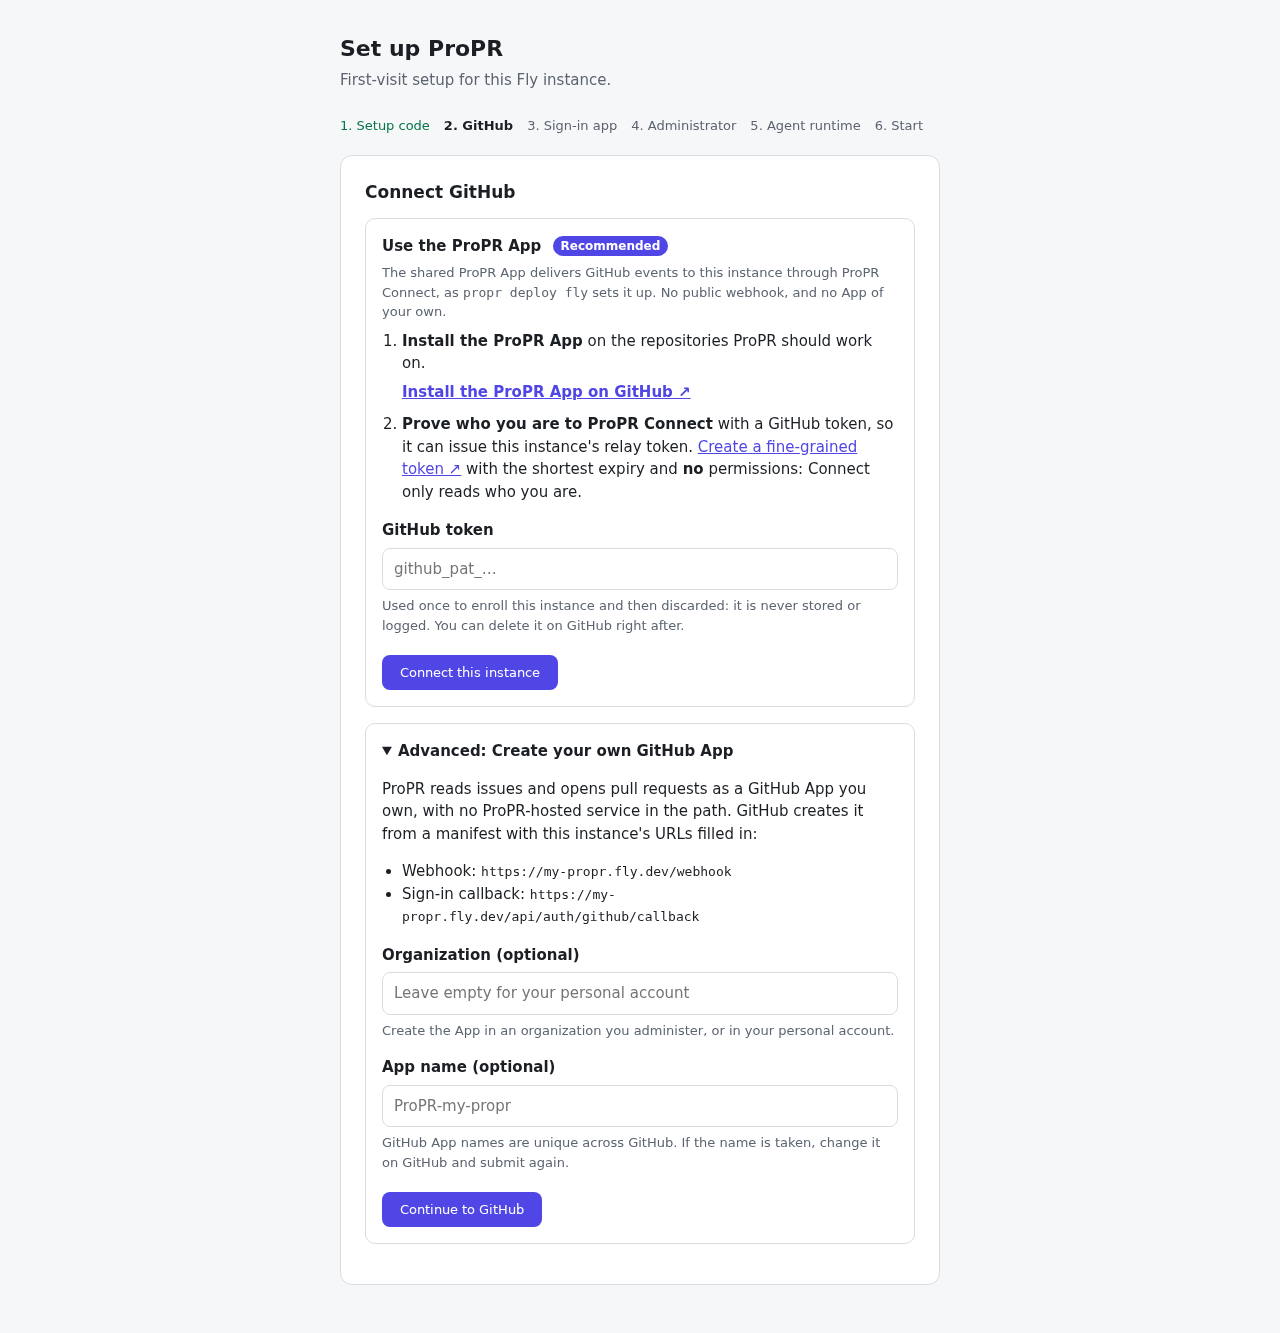 Set up ProPR
First-visit setup for this Fly instance.
1. Setup code 2. GitHub 3. Sign-in app 4. Administrator 5. Agent runtime 6. Start
Connect GitHub
Use the ProPR App Recommended
The shared ProPR App delivers GitHub events to this instance through ProPR
Connect, as propr deploy fly sets it up. No public webhook, and no App of
your own.
1. Install the ProPR App on the repositories ProPR should work
on.
Install the ProPR App on GitHub ↗
2. Prove who you are to ProPR Connect with a GitHub token, so
it can issue this instance's relay token. Create a fine-grained
token ↗ with the shortest expiry and no permissions: Connect
only reads who you are.
GitHub token
github_pat_...
Used once to enroll this instance and then discarded: it is never stored or
logged. You can delete it on GitHub right after.
Connect this instance
▼ Advanced: Create your own GitHub App
ProPR reads issues and opens pull requests as a GitHub App you
own, with no ProPR-hosted service in the path. GitHub creates it
from a manifest with this instance's URLs filled in:
• Webhook: https://my-propr.fly.dev/webhook
• Sign-in callback: https://my-
propr.fly.dev/api/auth/github/callback
Organization (optional)
Leave empty for your personal account
Create the App in an organization you administer, or in your personal account.
App name (optional)
ProPR-my-propr
GitHub App names are unique across GitHub. If the name is taken, change it
on GitHub and submit again.
Continue to GitHub